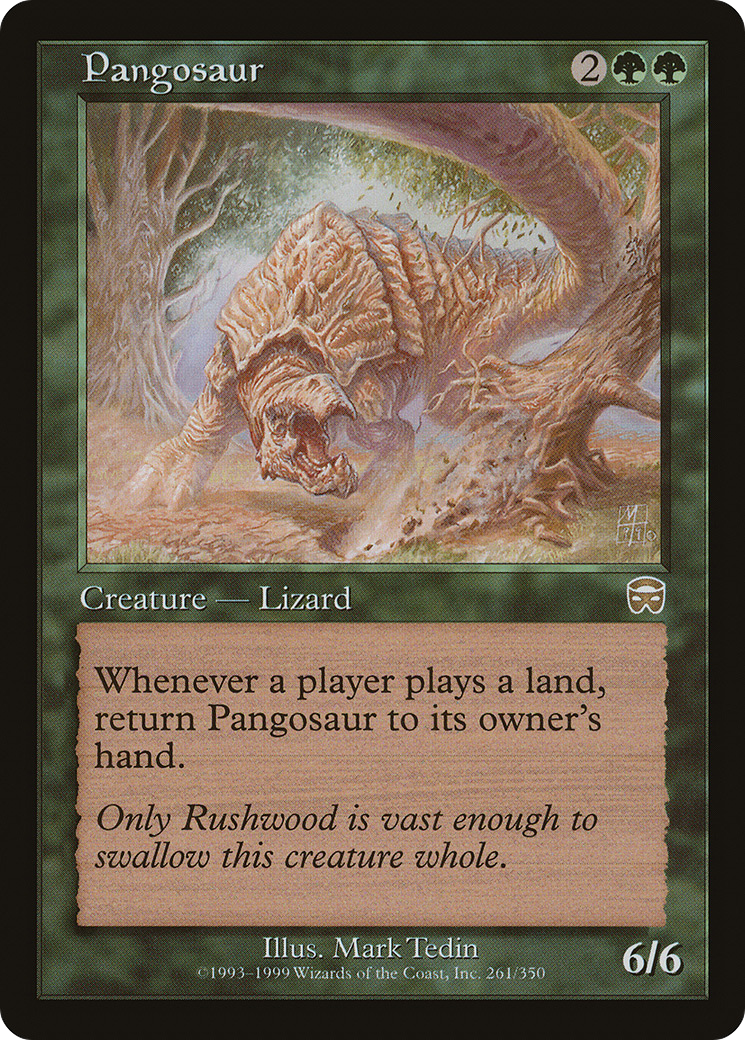 Pangosaur
2
Creature — Lizard
Whenever a player plays a land,
return Pangosaur to its owner's
hand.
Only Rushwood is vast enough to
swallow this creature whole.
Illus. Mark Tedin
©1993–1999 Wizards of the Coast, Inc. 261/350
6/6